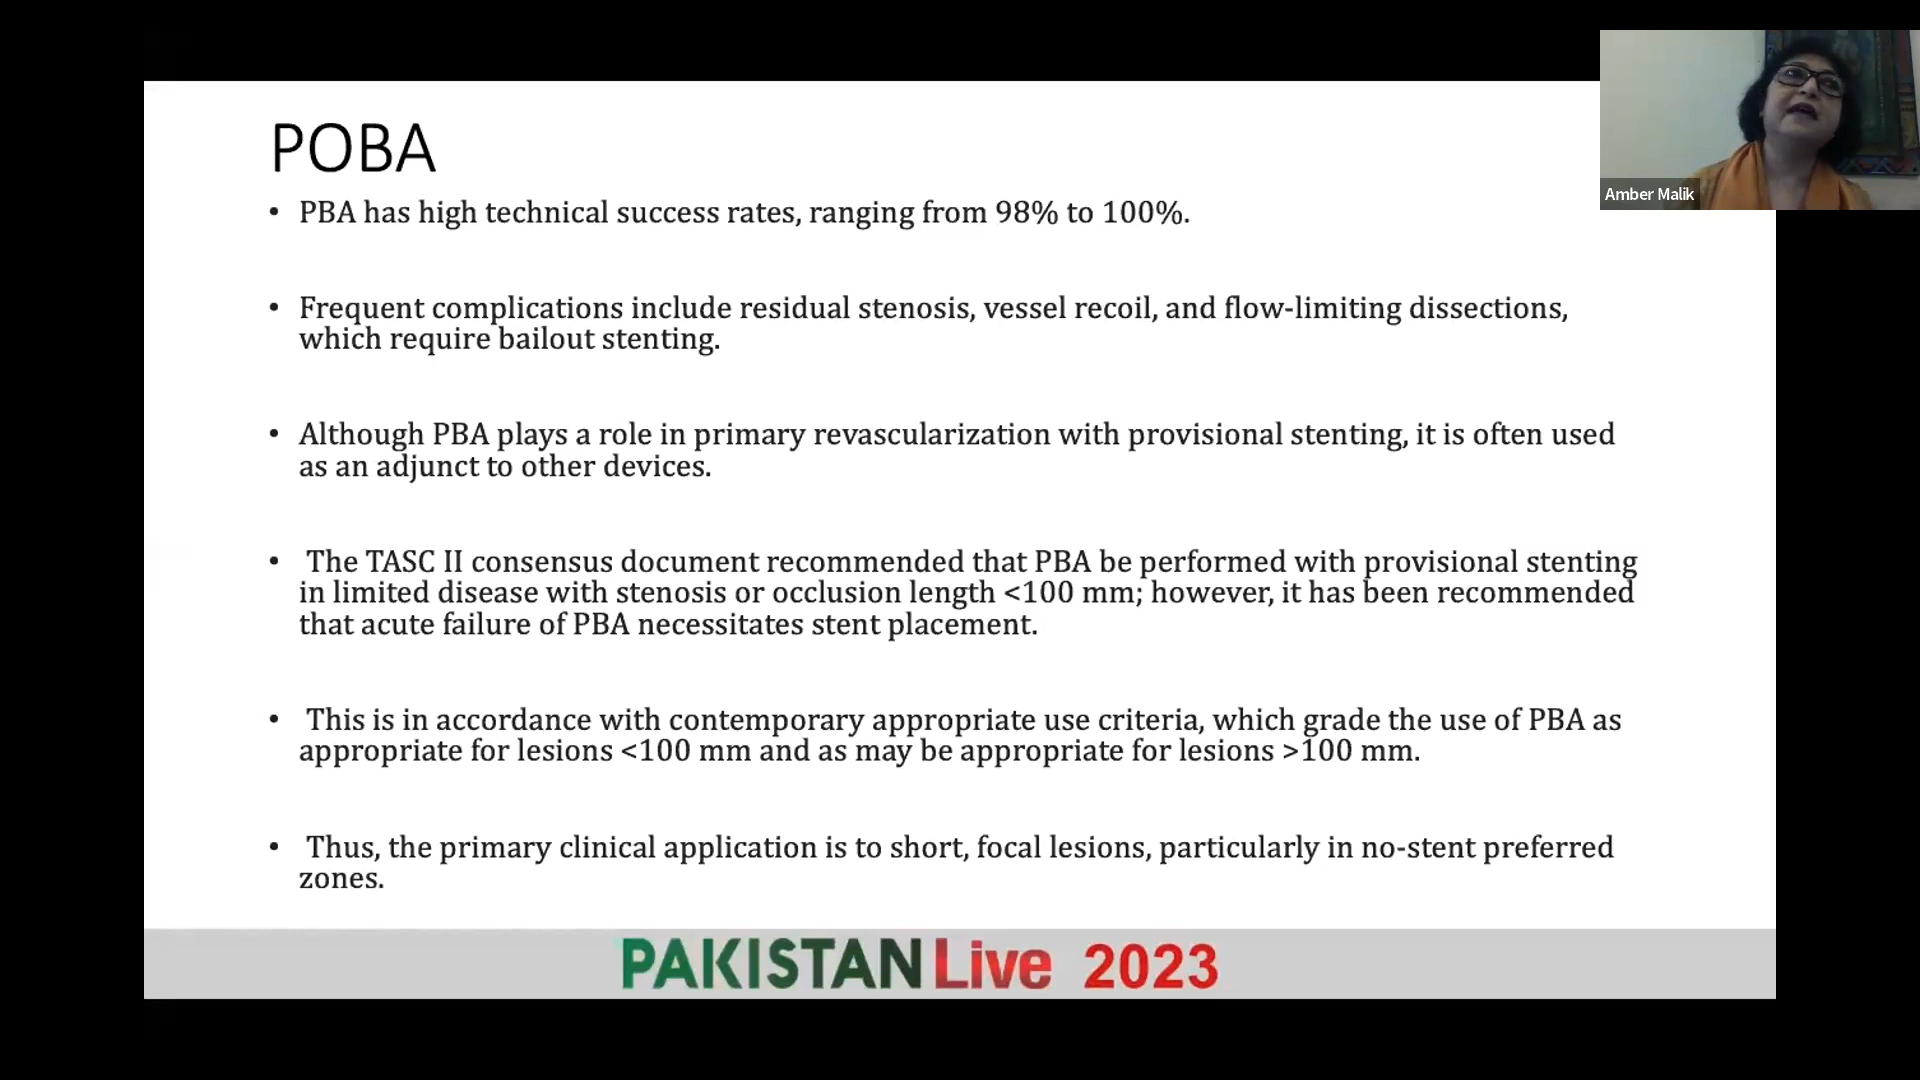 POBA
• PBA has high technical success rates, ranging from 98% to 100%.
• Frequent complications include residual stenosis, vessel recoil, and flow-limiting dissections,
which require bailout stenting.
• Although PBA plays a role in primary revascularization with provisional stenting, it is often used
as an adjunct to other devices.
• The TASC II consensus document recommended that PBA be performed with provisional stenting
in limited disease with stenosis or occlusion length <100 mm; however, it has been recommended
that acute failure of PBA necessitates stent placement.
• This is in accordance with contemporary appropriate use criteria, which grade the use of PBA as
appropriate for lesions <100 mm and as may be appropriate for lesions >100 mm.
• Thus, the primary clinical application is to short, focal lesions, particularly in no-stent preferred
zones.
PAKISTAN Live 2023
Amber Malik